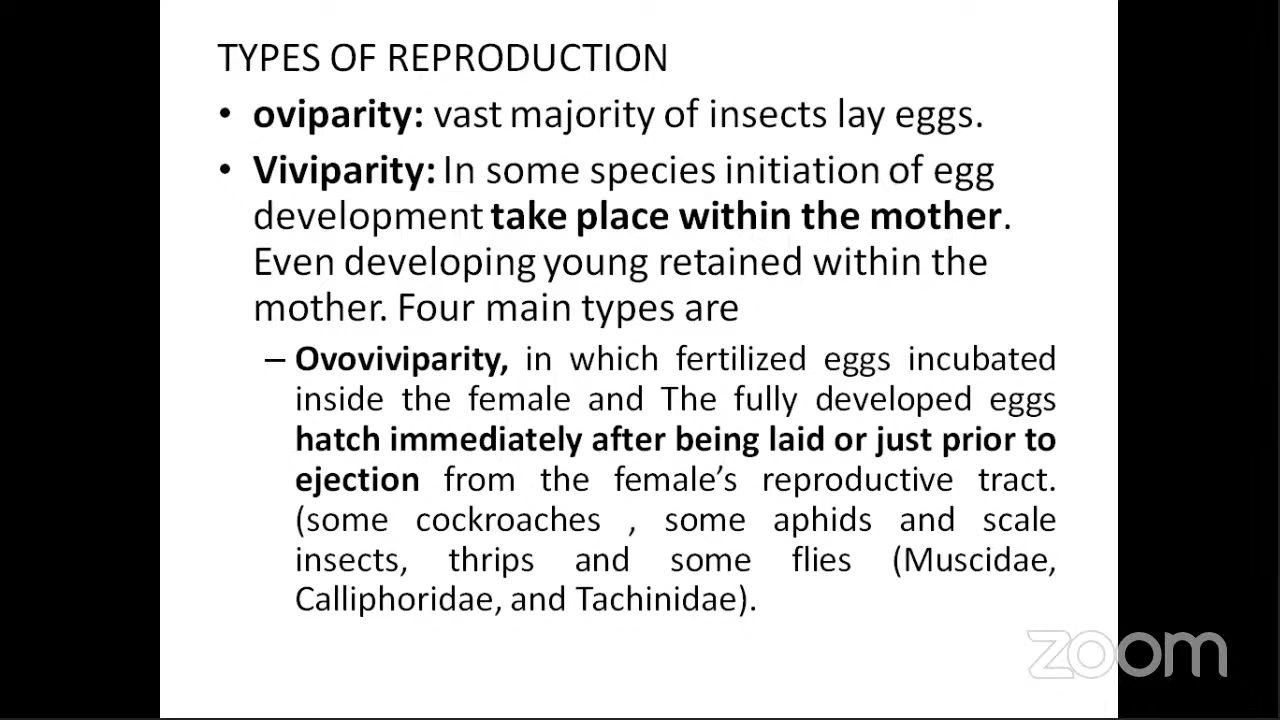 TYPES OF REPRODUCTION
• oviparity: vast majority of insects lay eggs.
• Viviparity: In some species initiation of egg
development take place within the mother.
Even developing young retained within the
mother. Four main types are
– Ovoviviparity, in which fertilized eggs incubated
inside the female and The fully developed eggs
hatch immediately after being laid or just prior to
ejection from the female’s reproductive tract.
(some cockroaches , some aphids and scale
insects, thrips and some flies (Muscidae,
Calliphoridae, and Tachinidae).
zoom